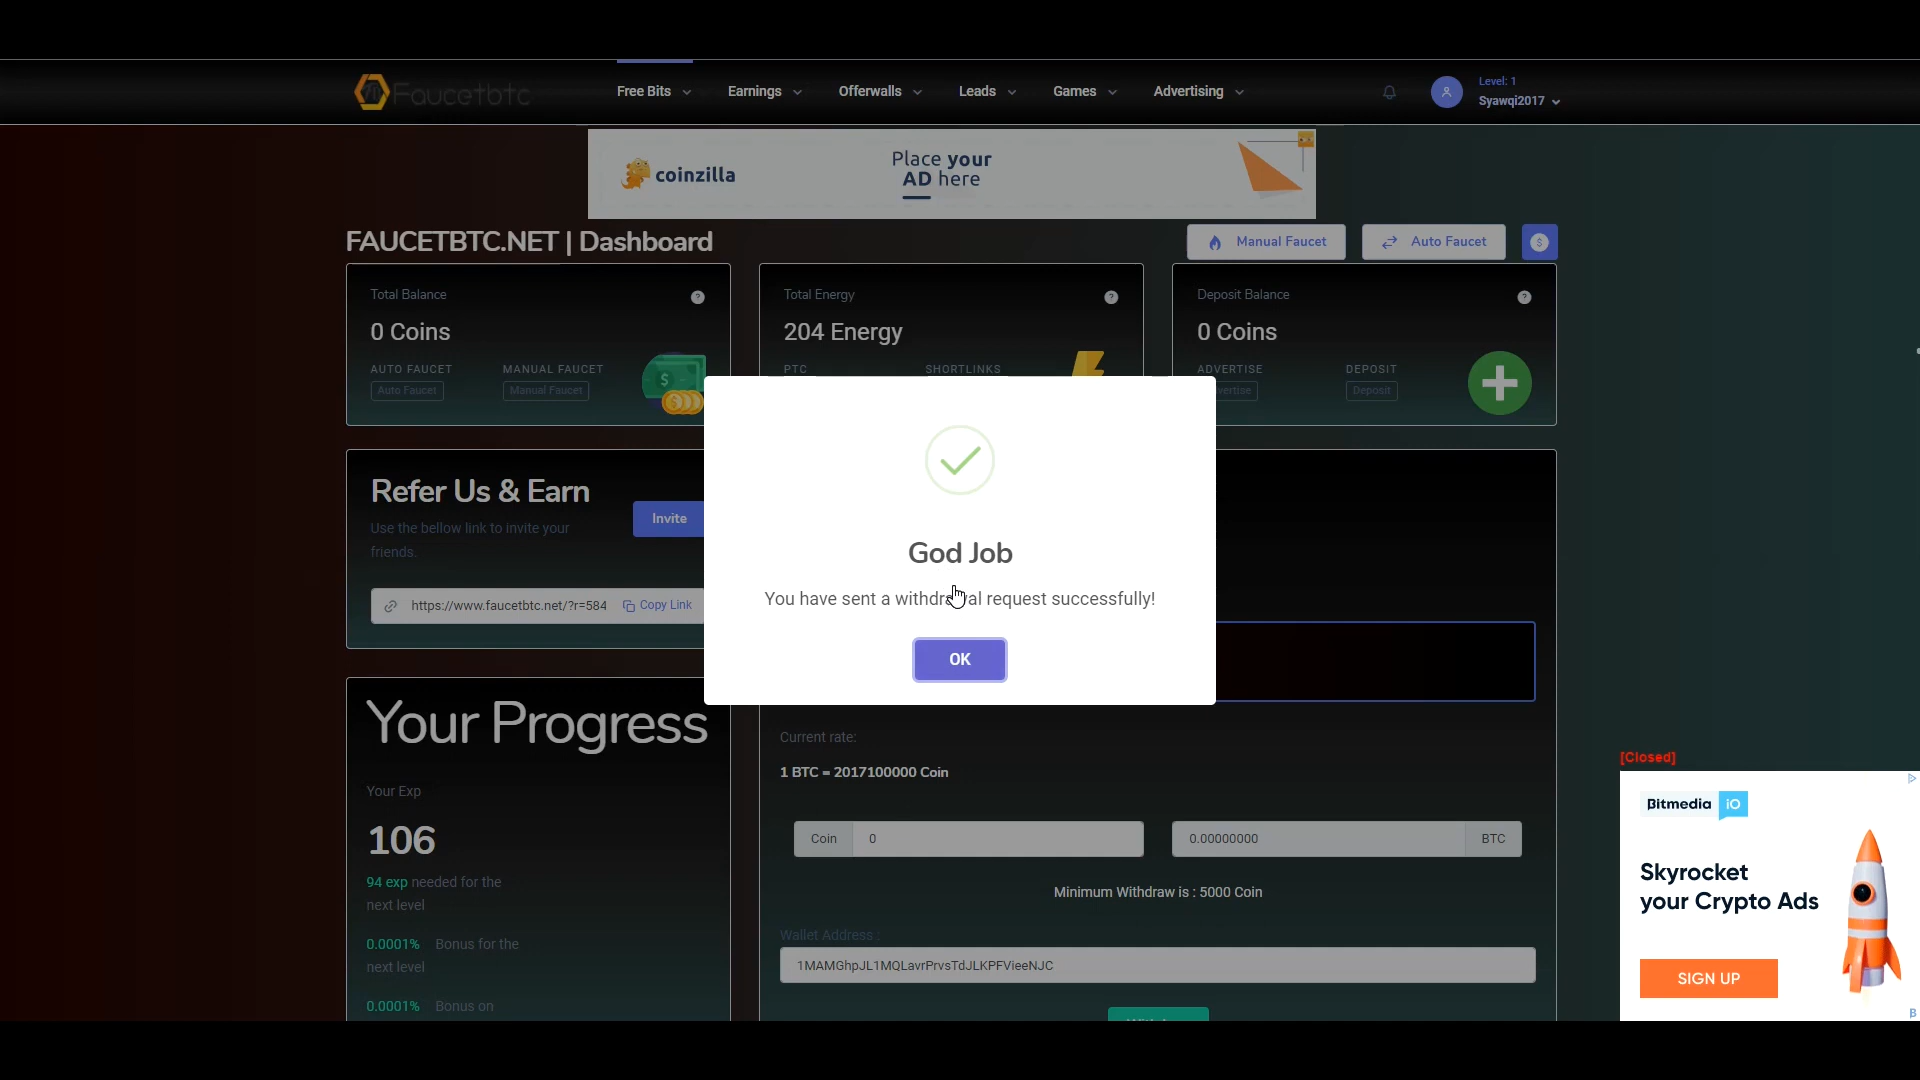 Faucetbtc
Free Bits
Earnings
Offerwalls
Leads
Games
Advertising
Level: 1
Syawqi2017
coinzilla
Place your
AD here
FAUCETBTC.NET | Dashboard
Manual Faucet
Auto Faucet
Total Balance
0 Coins
AUTO FAUCET
MANUAL FAUCET
Auto Faucet
Manual Faucet
Total Energy
204 Energy
PTC
SHORTLINKS
Deposit Balance
0 Coins
ADVERTISE
DEPOSIT
Deposit
Refer Us & Earn
Use the bellow link to invite your
friends.
Invite
https://www.faucetbtc.net/?r=584
Copy Link
God Job
You have sent a withdrawal request successfully!
OK
Your Progress
Your Exp
106
94 exp needed for the
next level
0.0001% Bonus for the
next level
0.0001% Bonus on
Current rate:
1 BTC = 2017100000 Coin
Coin
0
0.00000000
BTC
Minimum Withdraw is : 5000 Coin
Wallet Address :
1MAMGhpJL1MQLavrPrvsTdJLKPFVieeNJC
[Closed]
Bitmedia iO
Skyrocket
your Crypto Ads
SIGN UP